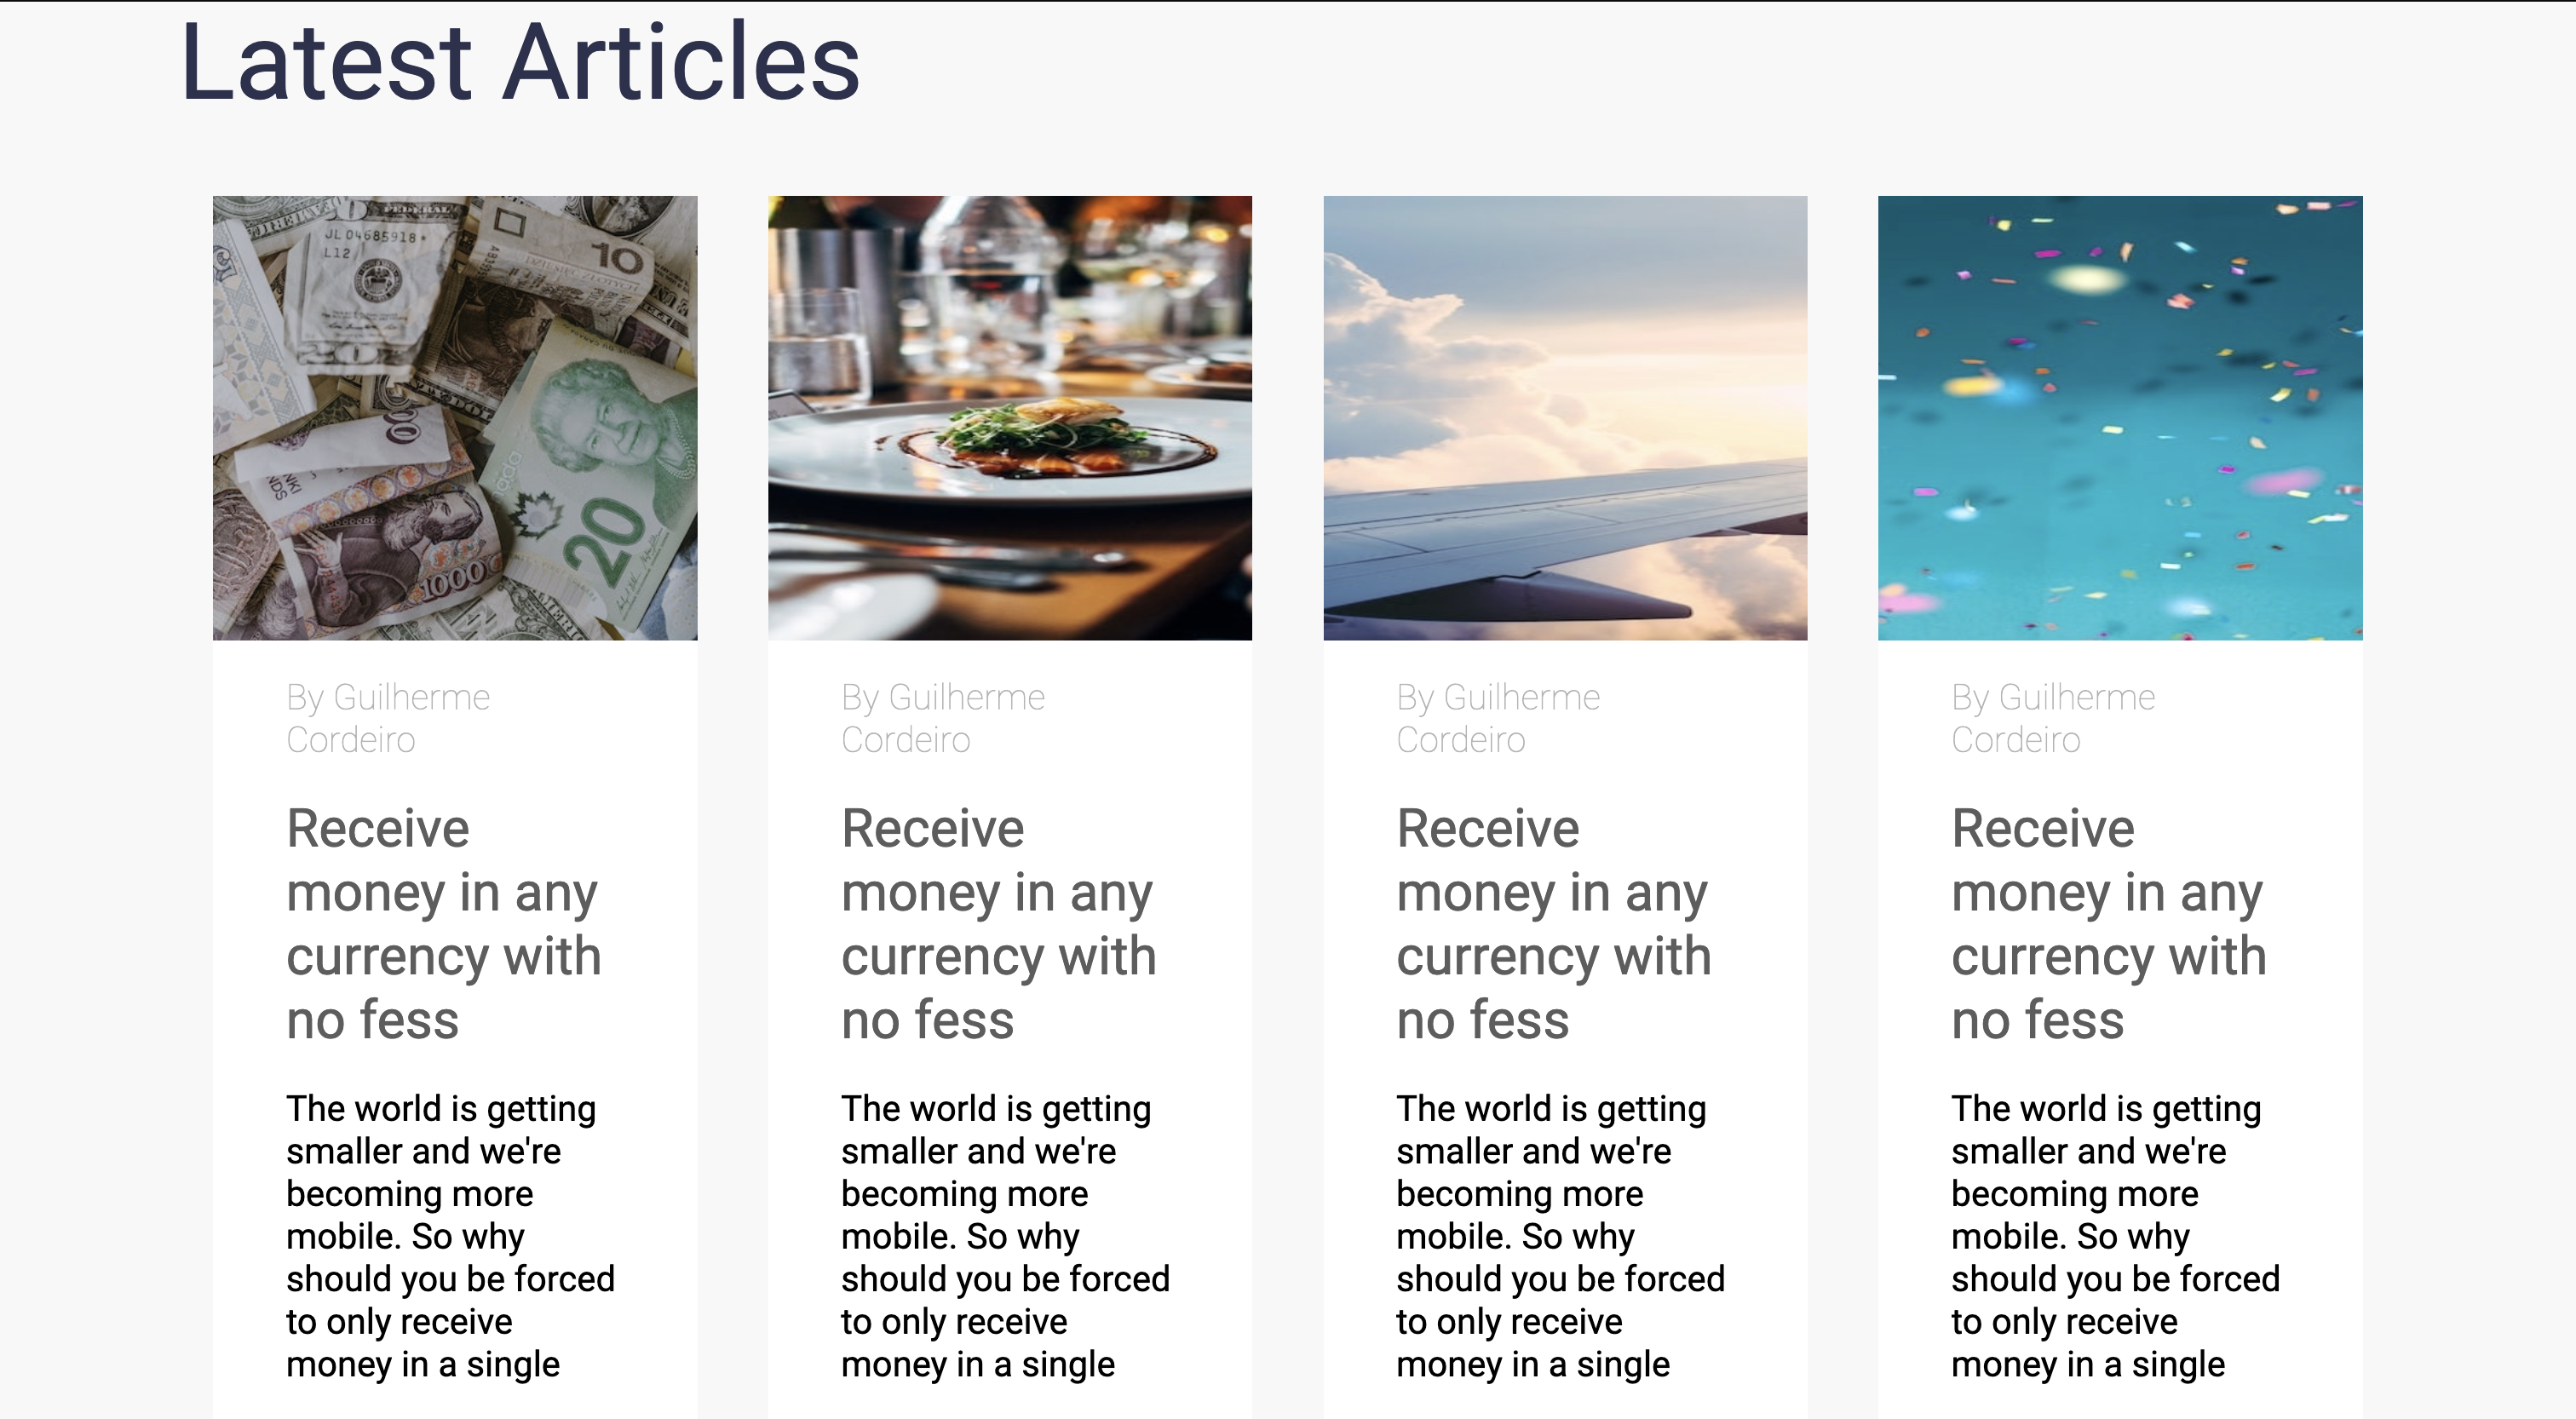 Latest Articles
JL 04685918*
L12
10
20
1000
By Guilherme
Cordeiro
Receive
money in any
currency with
no fess
The world is getting
smaller and we're
becoming more
mobile. So why
should you be forced
to only receive
money in a single
By Guilherme
Cordeiro
Receive
money in any
currency with
no fess
The world is getting
smaller and we're
becoming more
mobile. So why
should you be forced
to only receive
money in a single
By Guilherme
Cordeiro
Receive
money in any
currency with
no fess
The world is getting
smaller and we're
becoming more
mobile. So why
should you be forced
to only receive
money in a single
By Guilherme
Cordeiro
Receive
money in any
currency with
no fess
The world is getting
smaller and we're
becoming more
mobile. So why
should you be forced
to only receive
money in a single